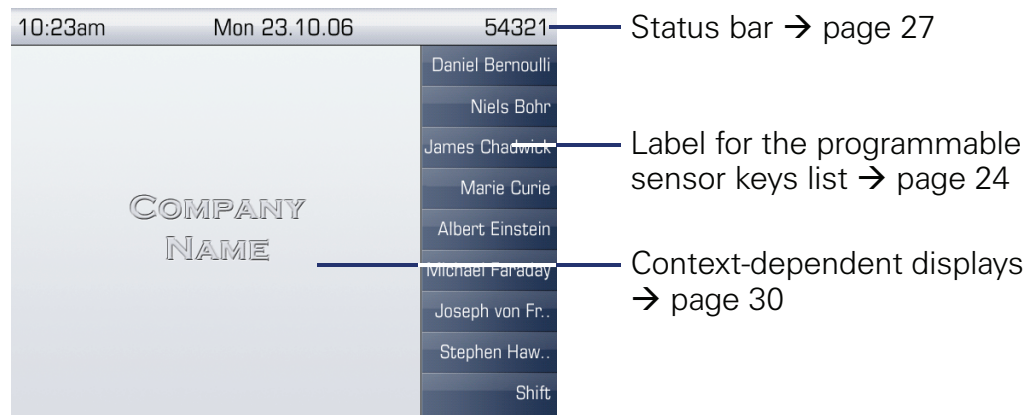 10:23am Mon 23.10.06 54321
Status bar → page 27
Daniel Bernoulli
Niels Bohr
James Chadwick
Marie Curie
Albert Einstein
Michael Faraday
Joseph von Fr..
Stephen Haw..
Shift
COMPANY
NAME
Label for the programmable
sensor keys list → page 24
Context-dependent displays
→ page 30